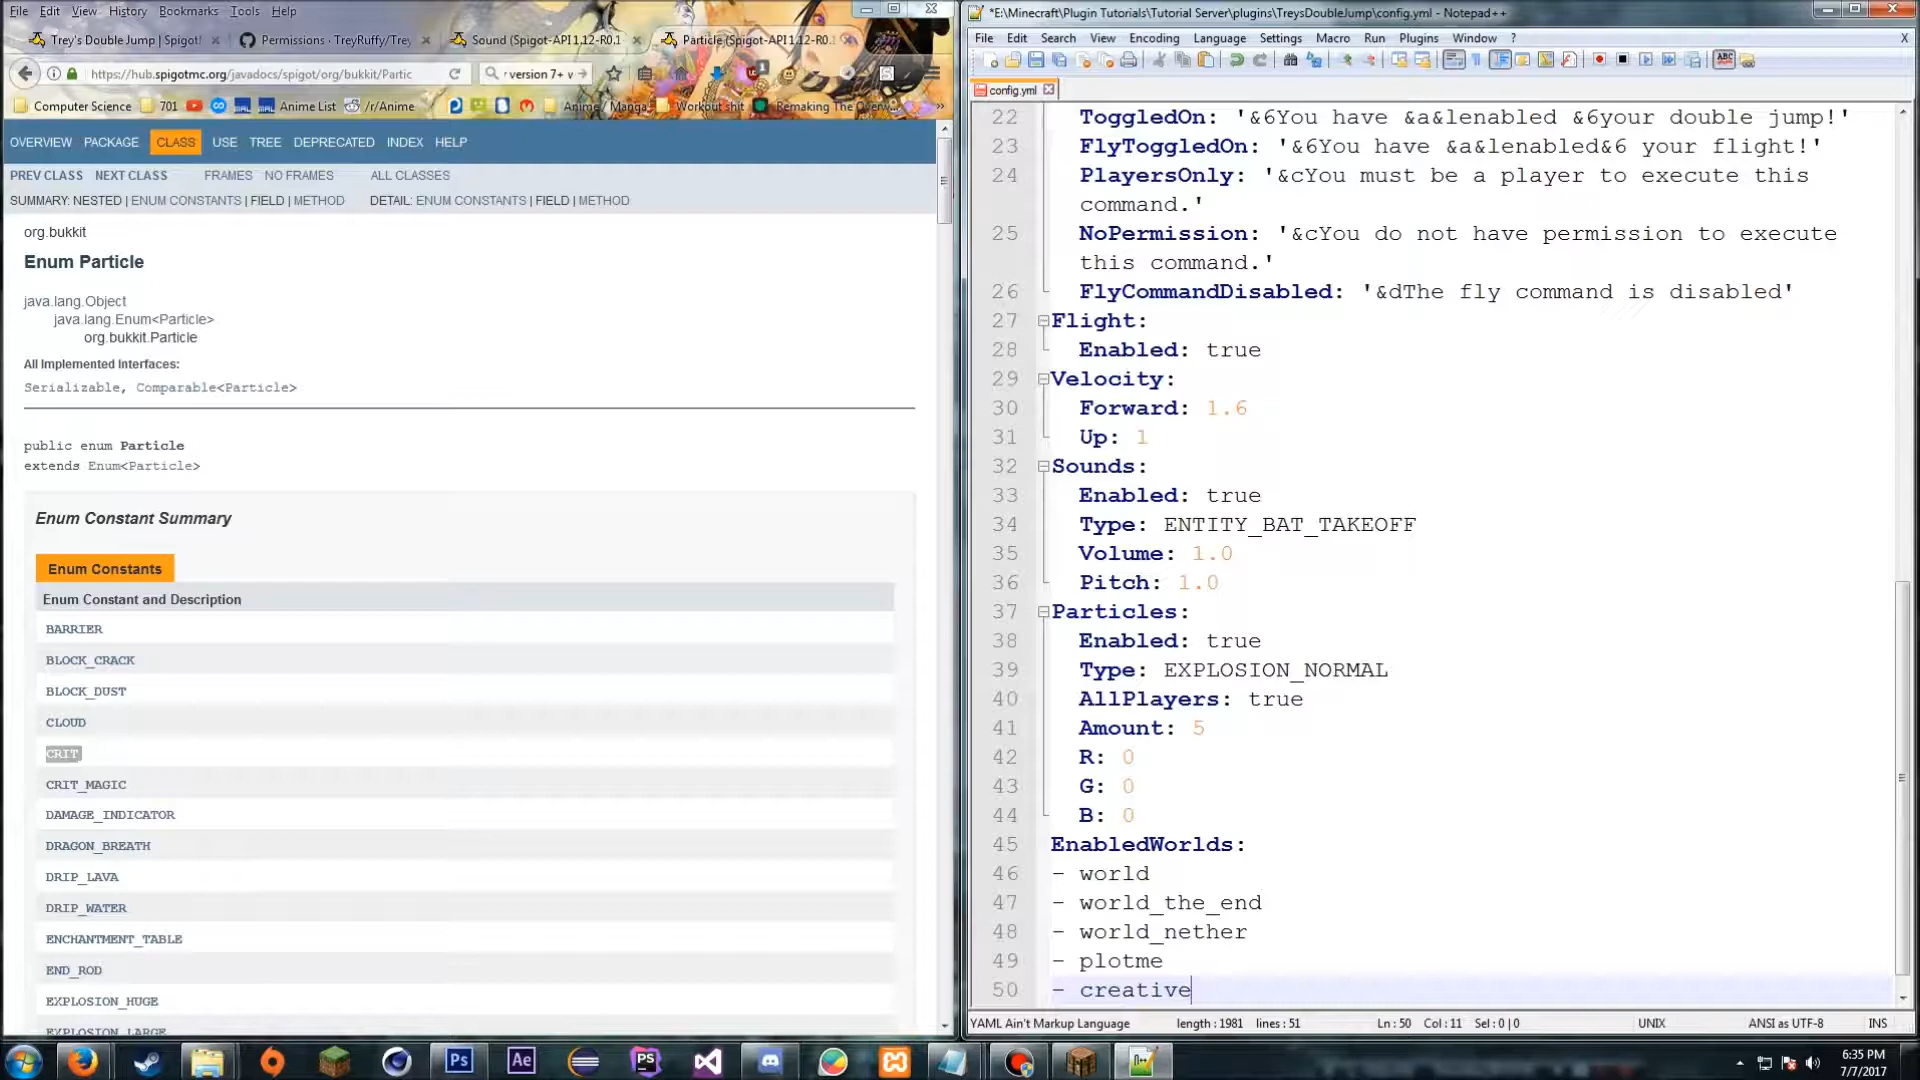 File Edit View History Bookmarks Tools Help
Trey's Double Jump | Spigot!
Permissions · TreyRuffy/Trey
Sound (Spigot-API 1.12-R0.1
Particle (Spigot-API 1.12-R0.1
https://hub.spigotmc.org/javadocs/spigot/org/bukkit/Partic
r version 7+ v
Computer Science 701 Anime List /r/Anime Anime / Manga Workout shit Remaking The Overw
OVERVIEW PACKAGE CLASS USE TREE DEPRECATED INDEX HELP
PREV CLASS NEXT CLASS FRAMES NO FRAMES ALL CLASSES
SUMMARY: NESTED | ENUM CONSTANTS | FIELD | METHOD DETAIL: ENUM CONSTANTS | FIELD | METHOD
org.bukkit
Enum Particle
java.lang.Object
java.lang.Enum<Particle>
org.bukkit.Particle
All Implemented Interfaces:
Serializable, Comparable<Particle>
public enum Particle
extends Enum<Particle>
Enum Constant Summary
Enum Constants
Enum Constant and Description
BARRIER
BLOCK_CRACK
BLOCK_DUST
CLOUD
CRIT
CRIT_MAGIC
DAMAGE_INDICATOR
DRAGON_BREATH
DRIP_LAVA
DRIP_WATER
ENCHANTMENT_TABLE
END_ROD
EXPLOSION_HUGE
EXPLOSION_LARGE
*E:\Minecraft\Plugin Tutorials\Tutorial Server\plugins\TreysDoubleJump\config.yml - Notepad++
File Edit Search View Encoding Language Settings Macro Run Plugins Window ? X
config.yml
22 ToggledOn: '&6You have &a&lenabled &6your double jump!'
23 FlyToggledOn: '&6You have &a&lenabled&6 your flight!'
24 PlayersOnly: '&cYou must be a player to execute this
command.'
25 NoPermission: '&cYou do not have permission to execute
this command.'
26 FlyCommandDisabled: '&dThe fly command is disabled'
27 Flight:
28 Enabled: true
29 Velocity:
30 Forward: 1.6
31 Up: 1
32 Sounds:
33 Enabled: true
34 Type: ENTITY_BAT_TAKEOFF
35 Volume: 1.0
36 Pitch: 1.0
37 Particles:
38 Enabled: true
39 Type: EXPLOSION_NORMAL
40 AllPlayers: true
41 Amount: 5
42 R: 0
43 G: 0
44 B: 0
45 EnabledWorlds:
46 - world
47 - world_the_end
48 - world_nether
49 - plotme
50 - creative
YAML Ain't Markup Language length : 1981 lines : 51 Ln : 50 Col : 11 Sel : 0 | 0 UNIX ANSI as UTF-8 INS
Ps Ae PS
6:35 PM
7/7/2017